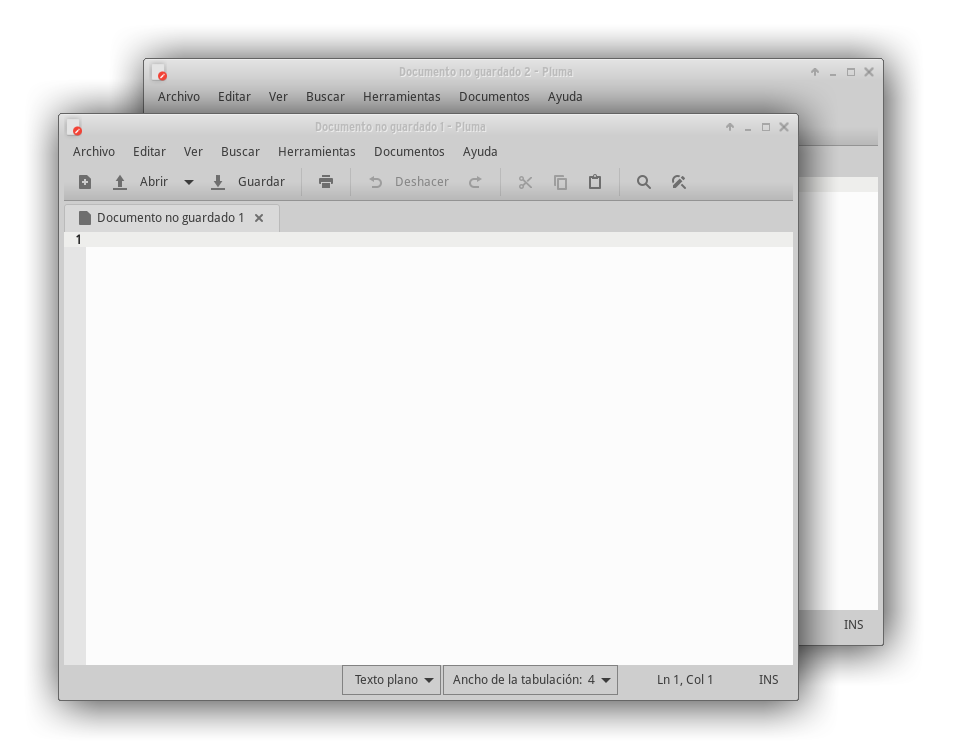 Documento no guardado 2 - Pluma
Archivo Editar Ver Buscar Herramientas Documentos Ayuda
Documento no guardado 1 - Pluma
Archivo Editar Ver Buscar Herramientas Documentos Ayuda
Abrir Guardar Deshacer
Documento no guardado 1
1
INS
Texto plano Ancho de la tabulación: 4 Ln 1, Col 1 INS